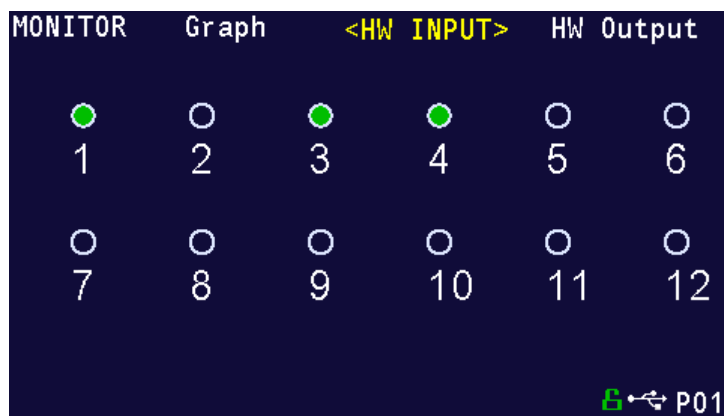 MONITOR Graph <HW INPUT> HW Output
1 2 3 4 5 6
7 8 9 10 11 12
P01